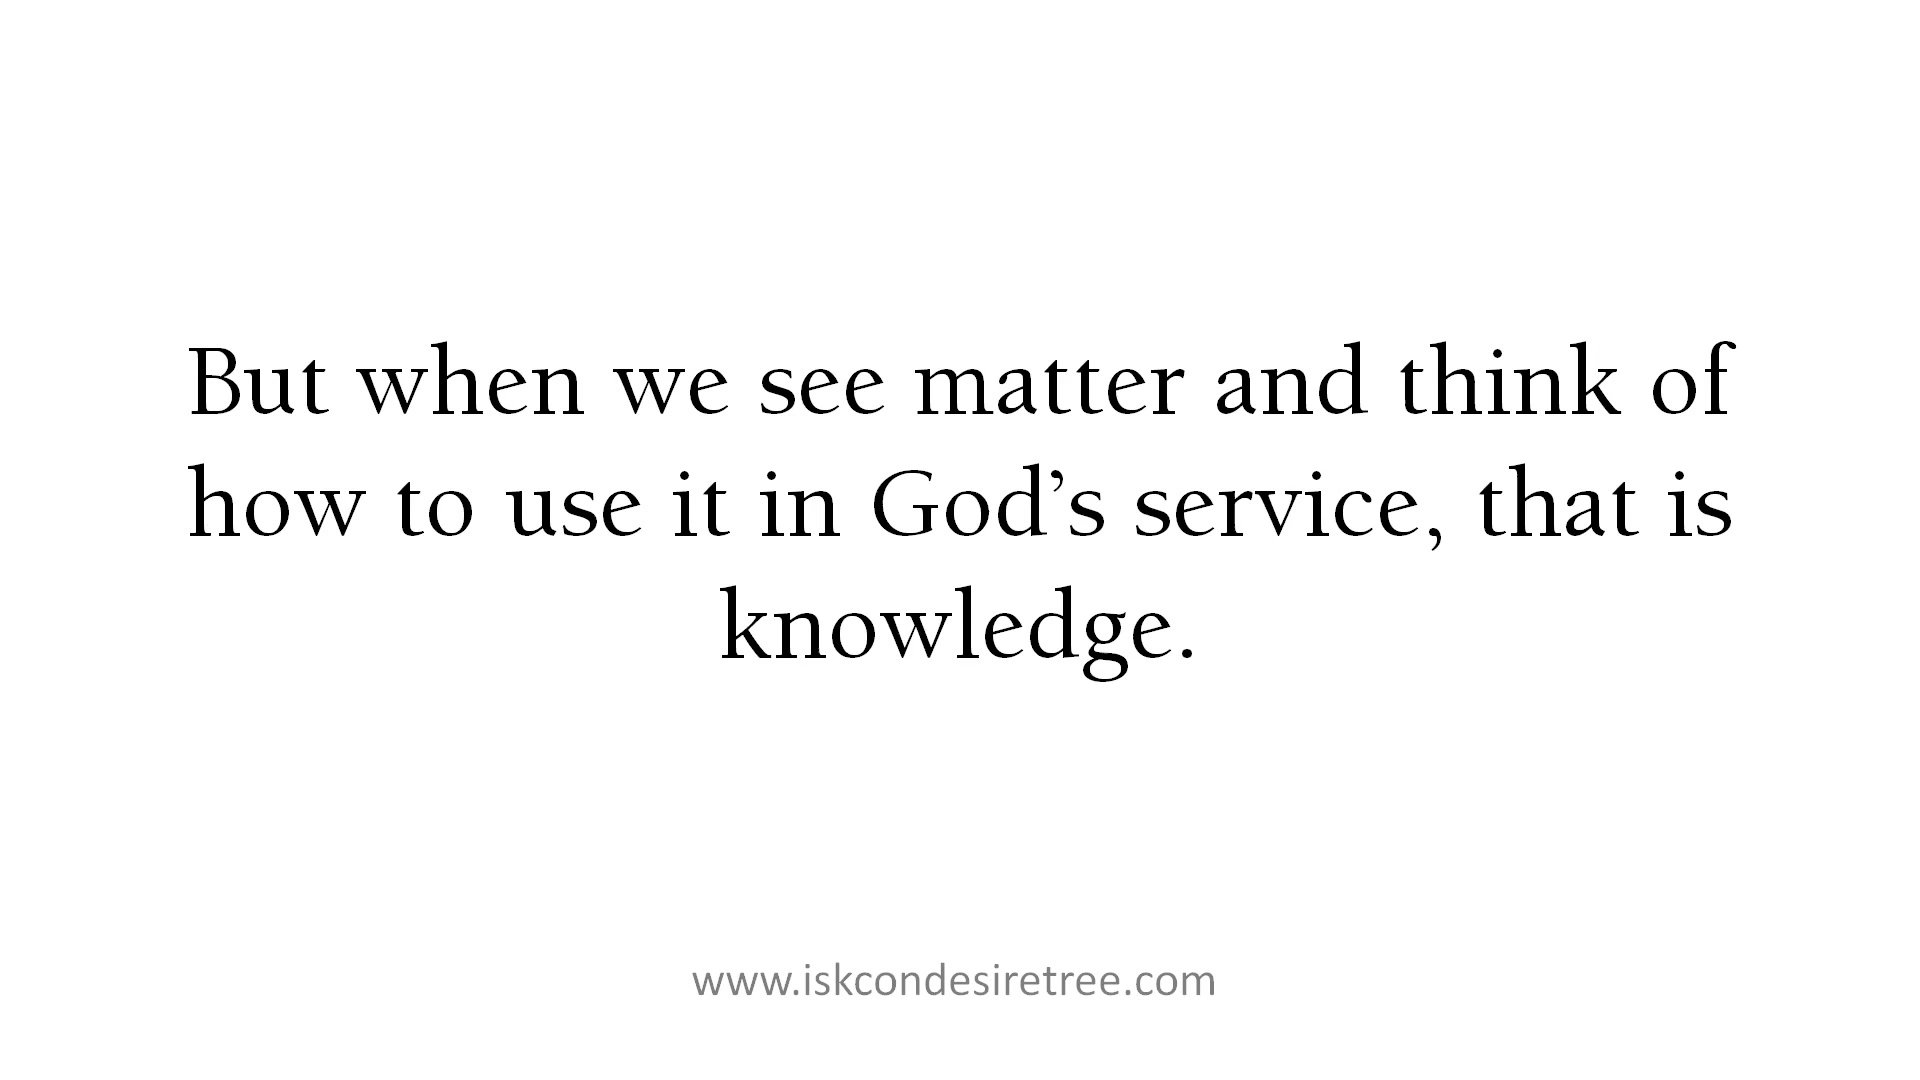 But when we see matter and think of
how to use it in God’s service, that is
knowledge.
www.iskcondesiretree.com